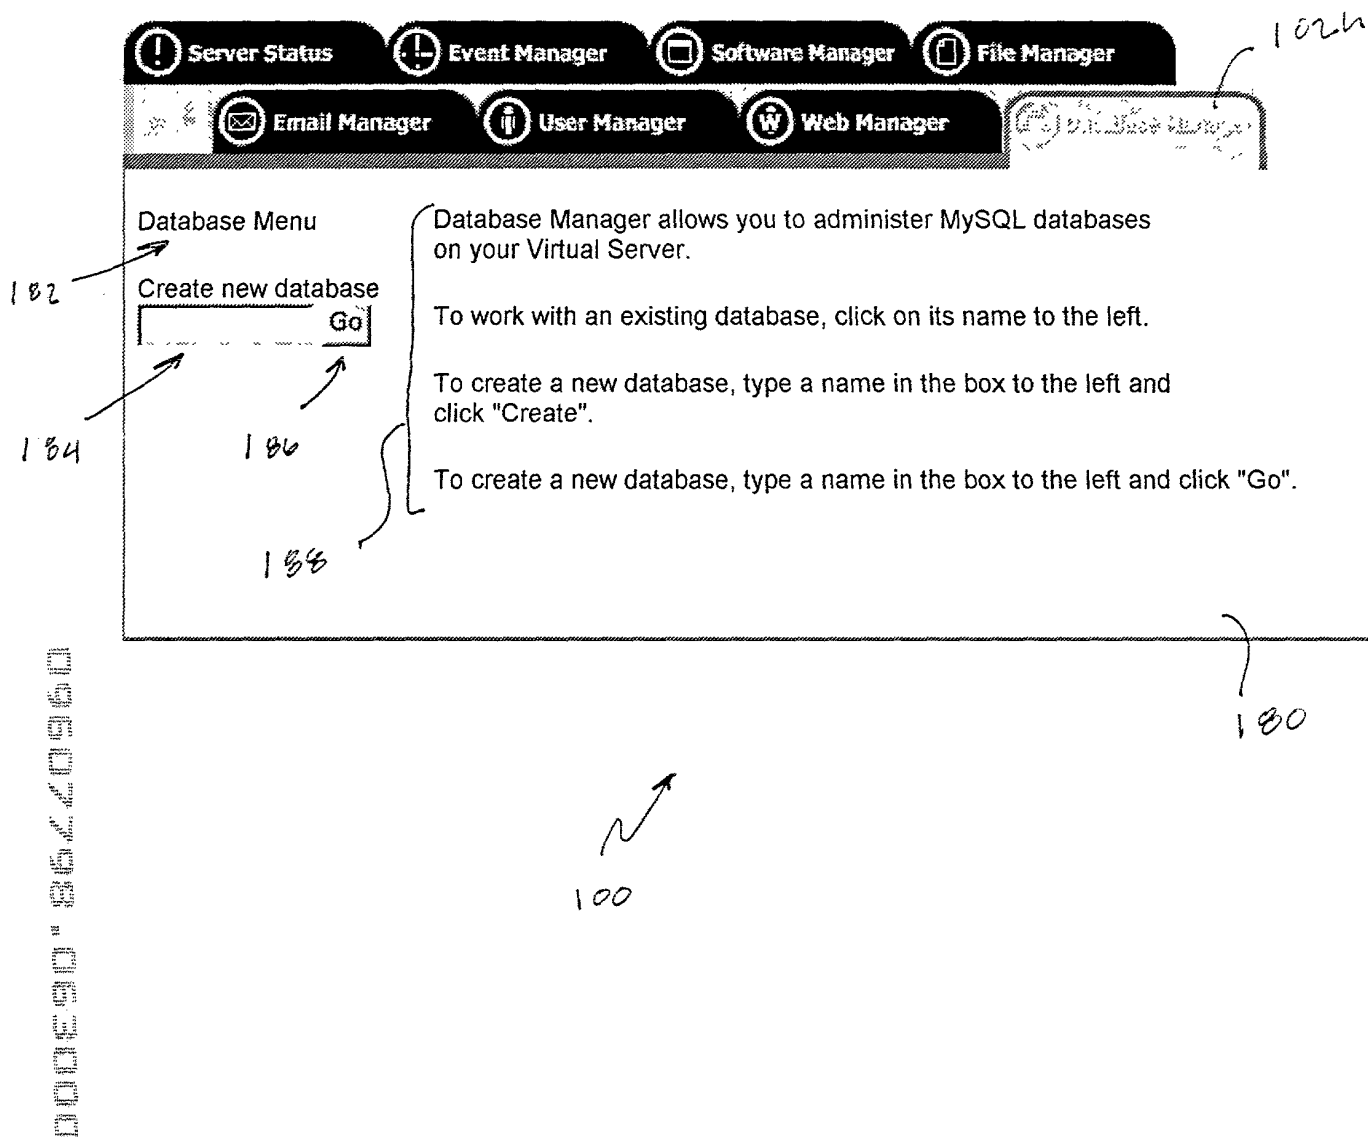 Server Status
Event Manager
Software Manager
File Manager
102h
Email Manager
User Manager
Web Manager
Database Menu
Database Manager allows you to administer MySQL databases
on your Virtual Server.
182
Create new database
Go
To work with an existing database, click on its name to the left.
To create a new database, type a name in the box to the left and
click "Create".
184
186
To create a new database, type a name in the box to the left and click "Go".
188
180
100